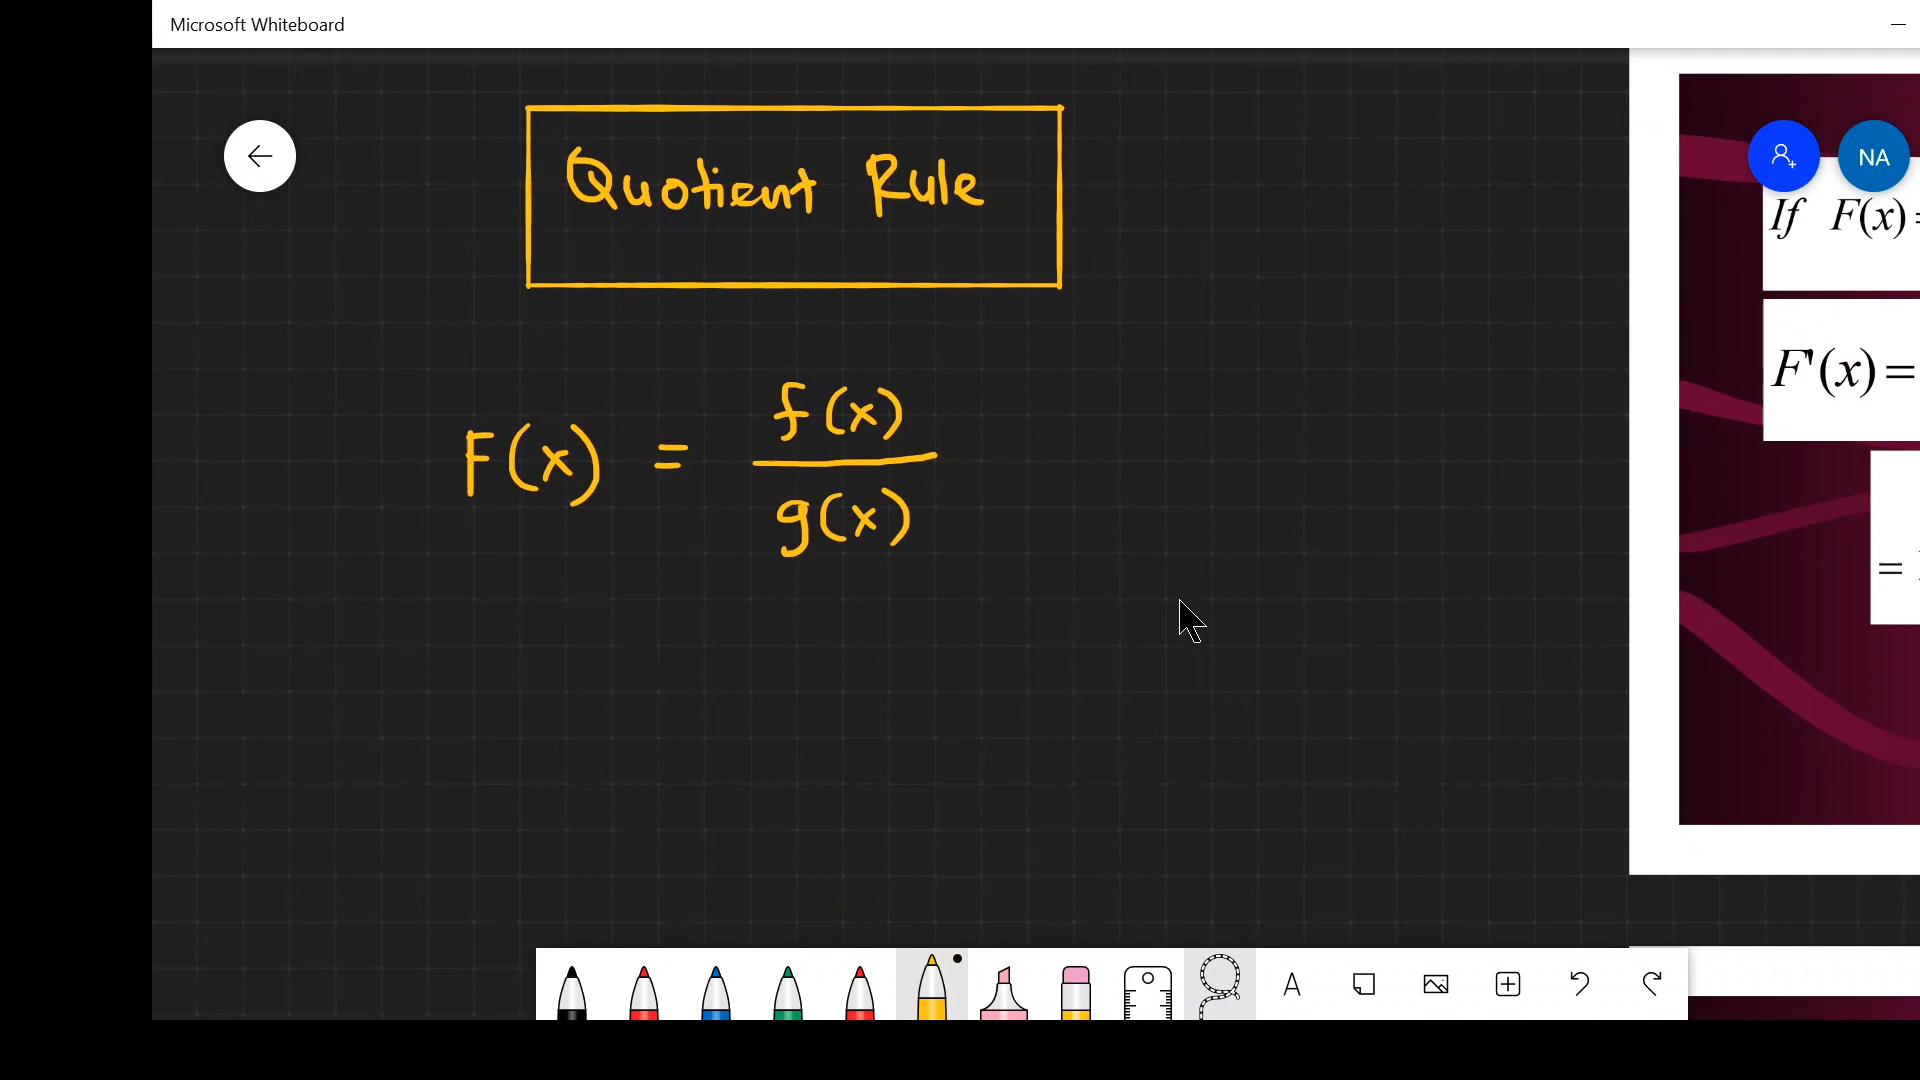 Microsoft Whiteboard
Quotient Rule
F(x) = f(x) / g(x)
NA
If F(x) =
F'(x) =
=
A